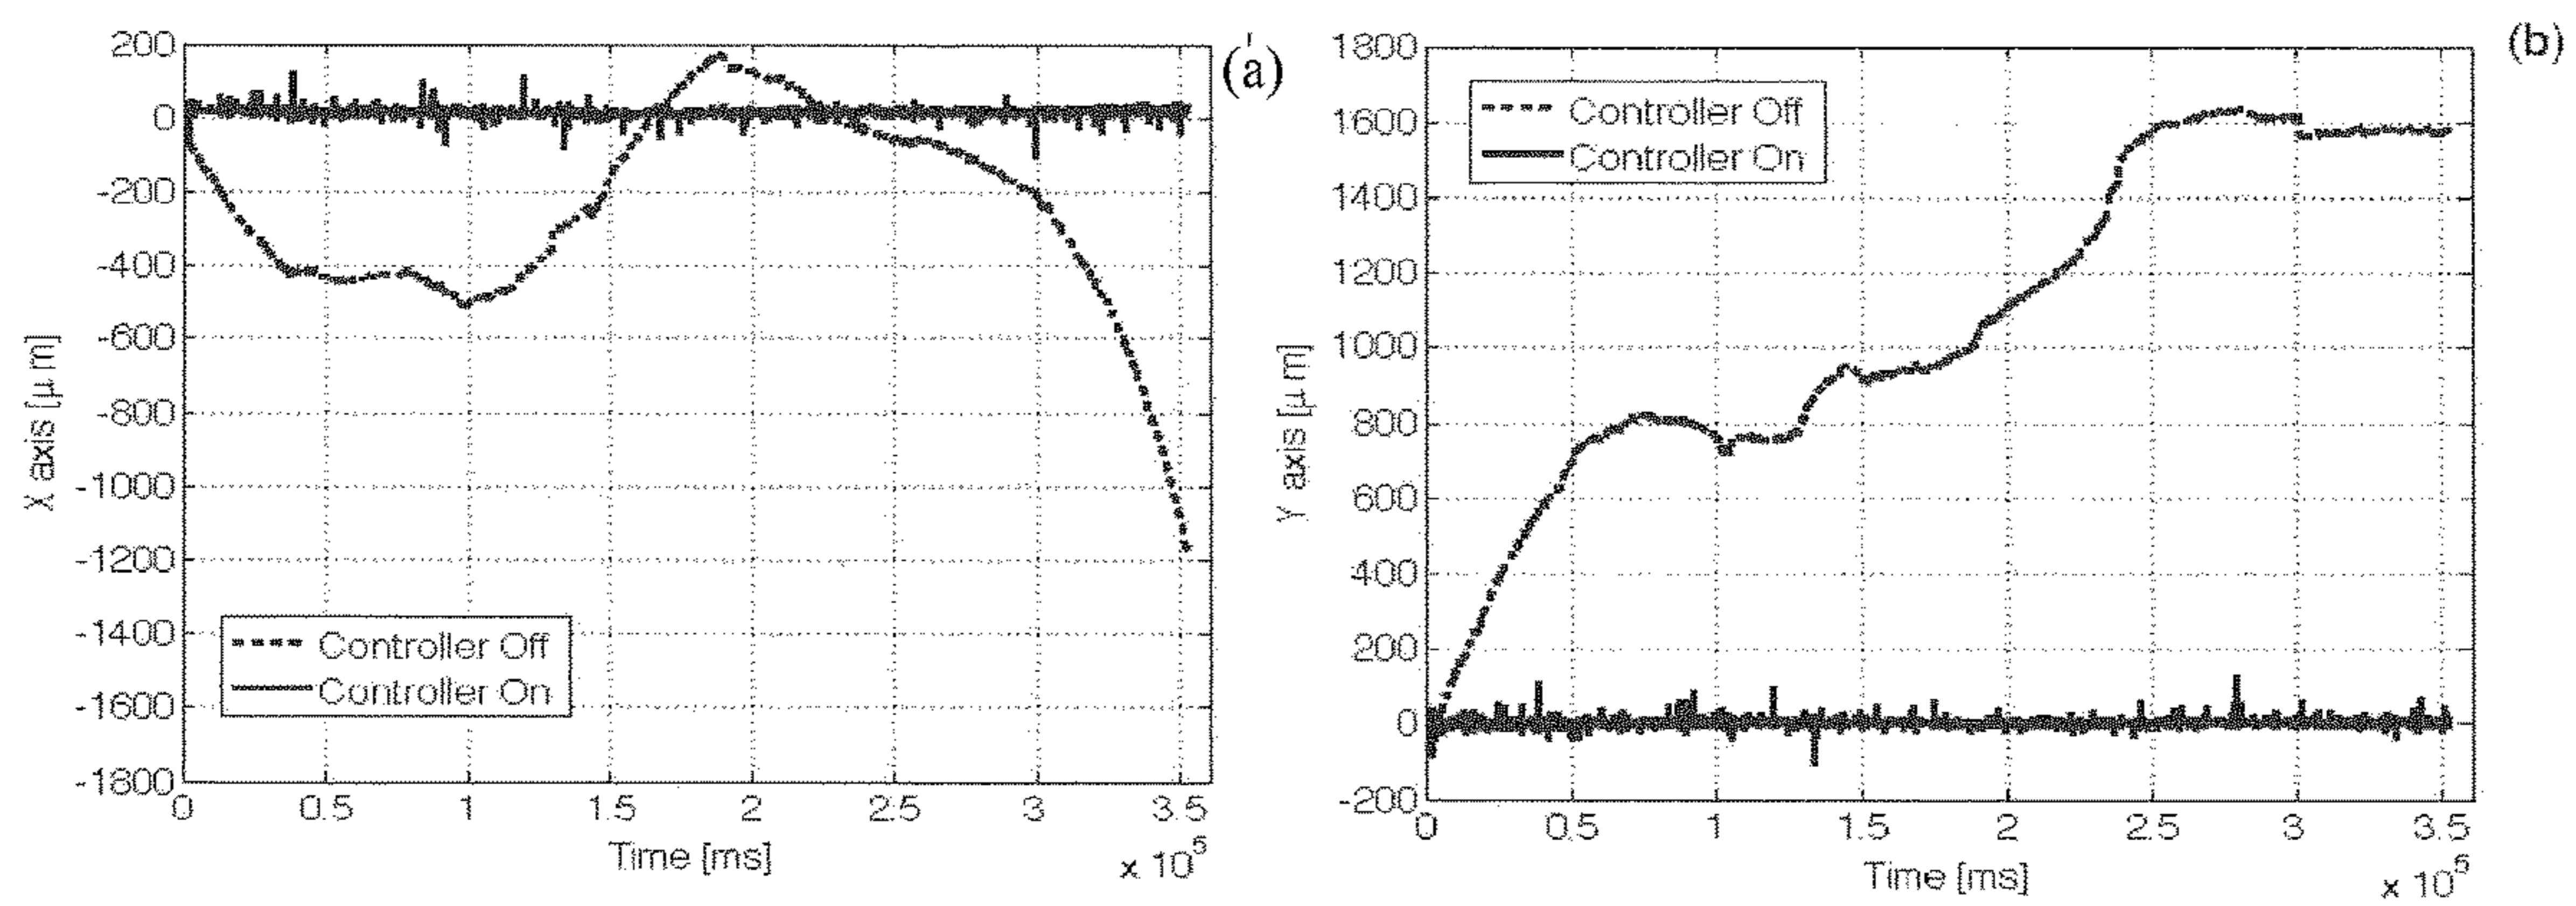 (a)
200
0
-200
-400
-600
-800
-1000
-1200
-1400
-1600
-1800
X axis [μ m]
Controller Off
Controller On
0 0.5 1 1.5 2 2.5 3 3.5
Time [ms]
x 10^5
(b)
1800
1600
1400
1200
1000
800
600
400
200
0
-200
Y axis [μ m]
Controller Off
Controller On
0 0.5 1 1.5 2 2.5 3 3.5
Time [ms]
x 10^5